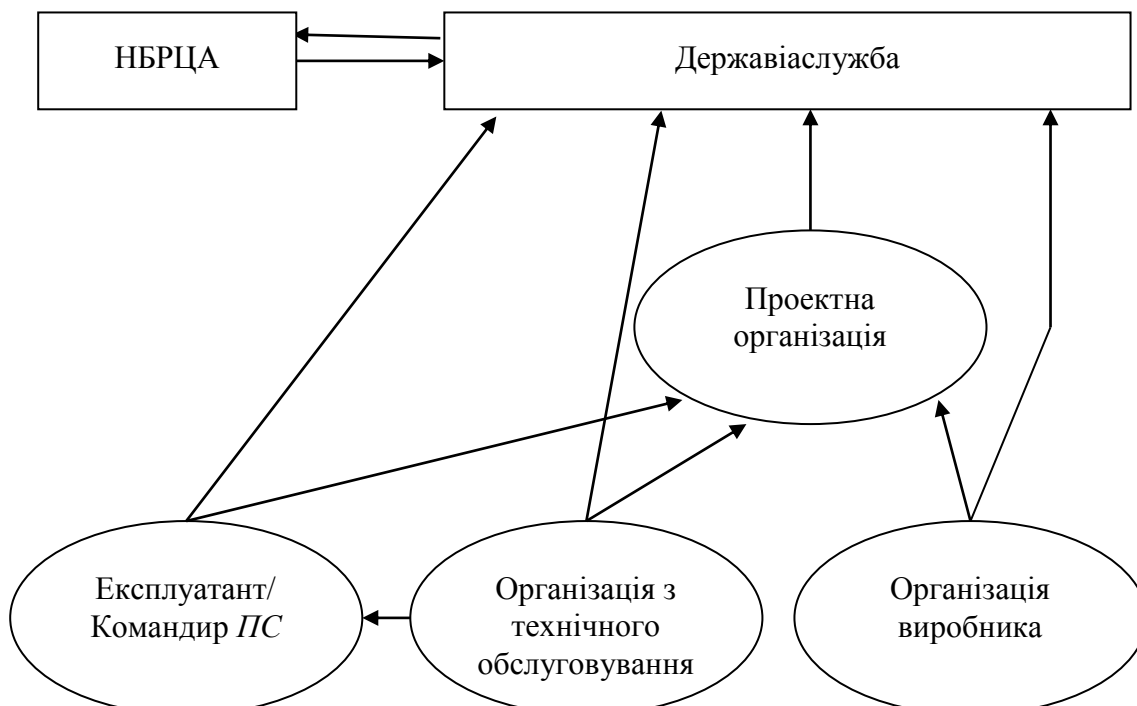 НБРЦА
Державіаслужба
Проектна
організація
Експлуатант/
Командир ПС
Організація з
технічного
обслуговування
Організація
виробника